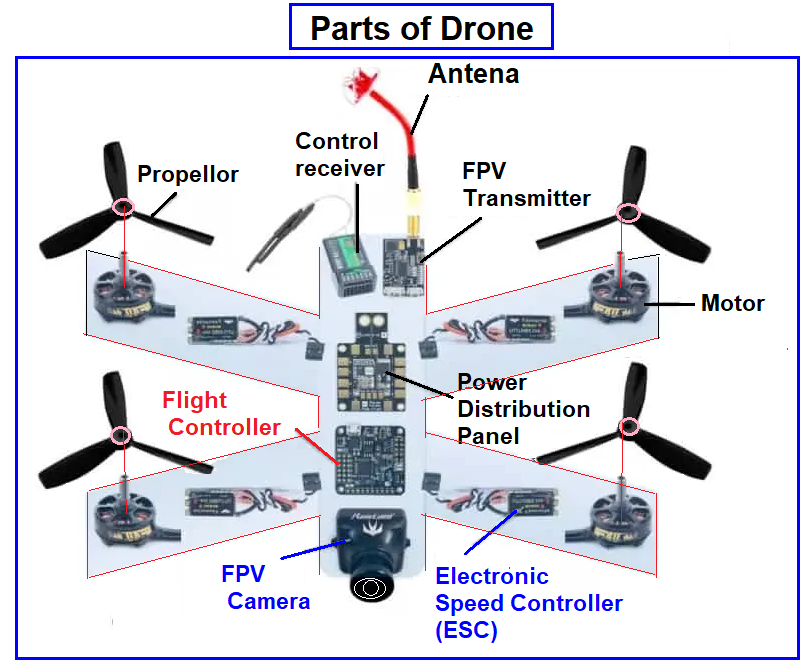 Parts of Drone
Antena
Control
receiver
FPV
Transmitter
Propellor
Motor
Power
Distribution
Panel
Flight
Controller
FPV
Camera
Electronic
Speed Controller
(ESC)